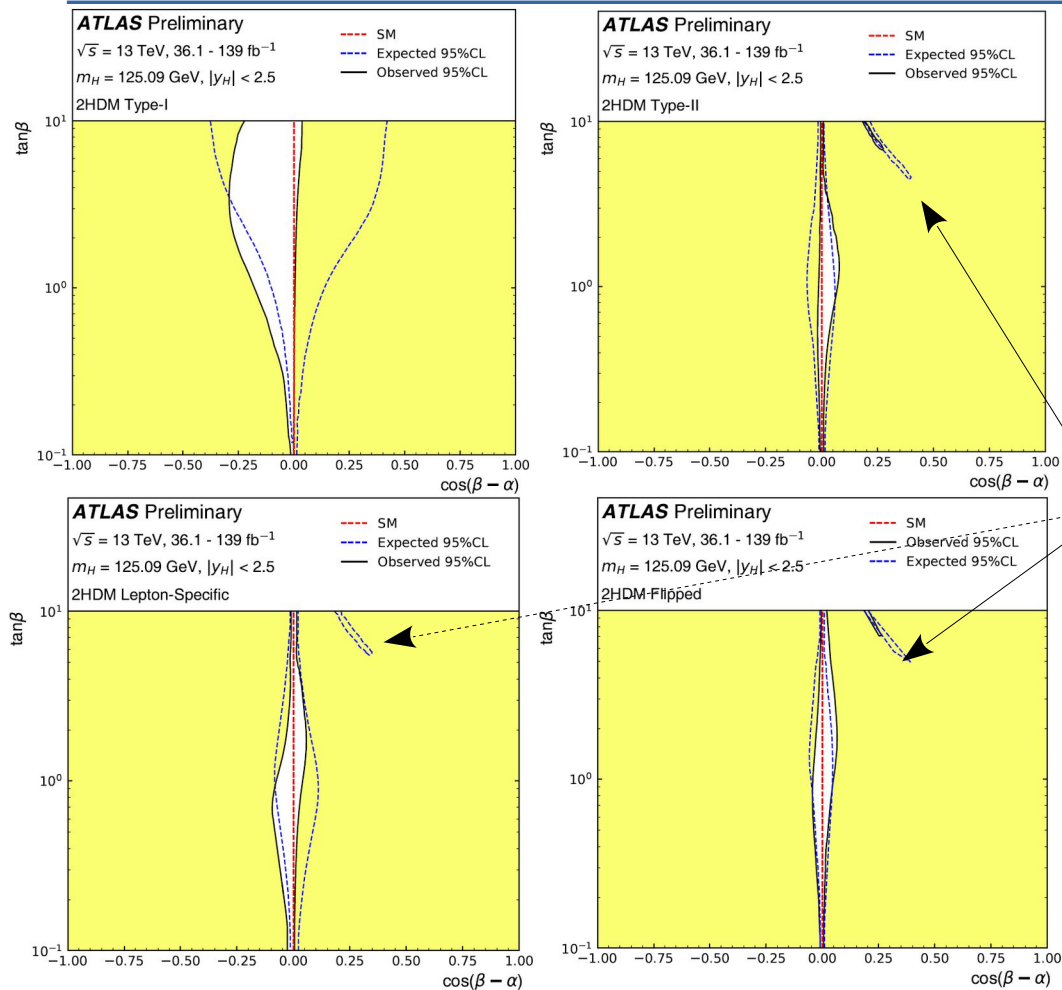 ATLAS Preliminary
√s = 13 TeV, 36.1 - 139 fb⁻¹
m_H = 125.09 GeV, |y_H| < 2.5
2HDM Type-I
SM
Expected 95%CL
Observed 95%CL
tanβ
10¹
10⁰
10⁻¹
−1.00 −0.75 −0.50 −0.25 0.00 0.25 0.50 0.75 1.00
cos(β − α)
ATLAS Preliminary
√s = 13 TeV, 36.1 - 139 fb⁻¹
m_H = 125.09 GeV, |y_H| < 2.5
2HDM Type-II
SM
Expected 95%CL
Observed 95%CL
tanβ
10¹
10⁰
10⁻¹
−1.00 −0.75 −0.50 −0.25 0.00 0.25 0.50 0.75 1.00
cos(β − α)
ATLAS Preliminary
√s = 13 TeV, 36.1 - 139 fb⁻¹
m_H = 125.09 GeV, |y_H| < 2.5
2HDM Lepton-Specific
SM
Expected 95%CL
Observed 95%CL
tanβ
10¹
10⁰
10⁻¹
−1.00 −0.75 −0.50 −0.25 0.00 0.25 0.50 0.75 1.00
cos(β − α)
ATLAS Preliminary
√s = 13 TeV, 36.1 - 139 fb⁻¹
m_H = 125.09 GeV, |y_H| < 2.5
2HDM Flipped
SM
Observed 95%CL
Expected 95%CL
tanβ
10¹
10⁰
10⁻¹
−1.00 −0.75 −0.50 −0.25 0.00 0.25 0.50 0.75 1.00
cos(β − α)